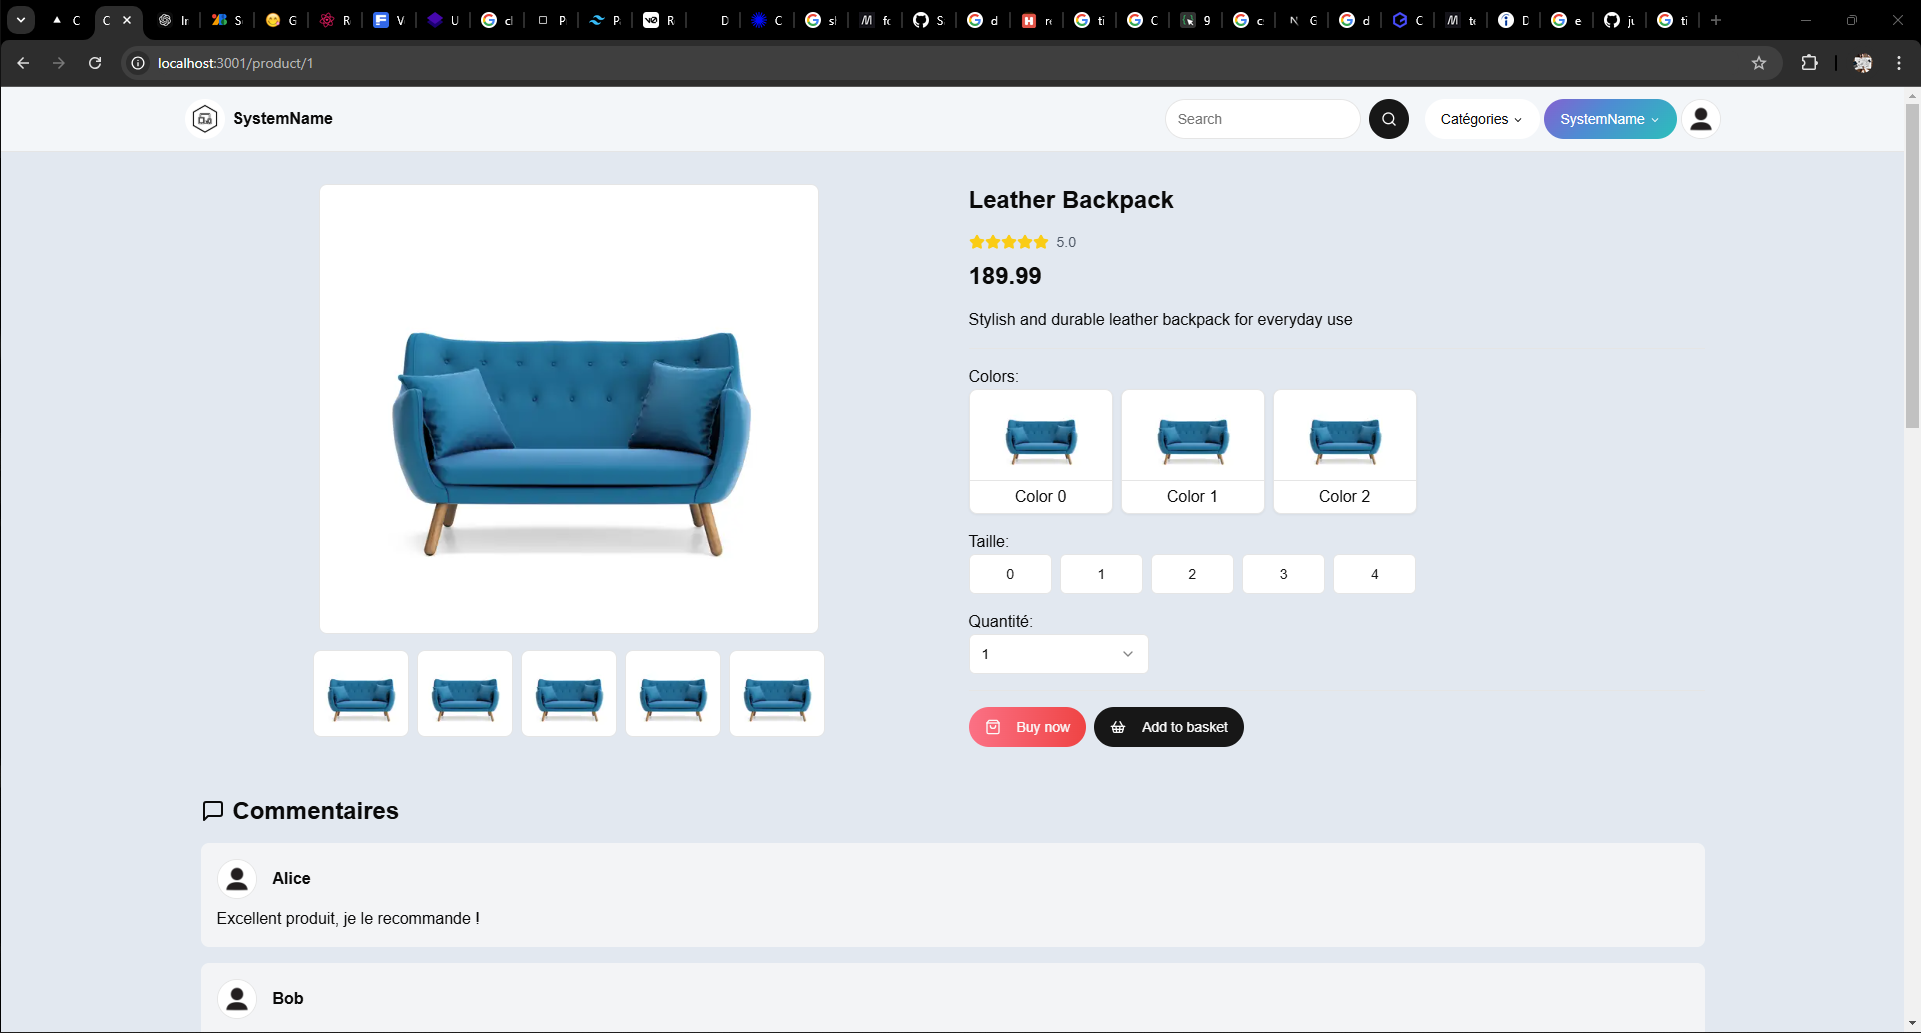 localhost:3001/product/1
SystemName
Search
Catégories
SystemName
Leather Backpack
5.0
189.99
Stylish and durable leather backpack for everyday use
Colors:
Color 0
Color 1
Color 2
Taille:
0
1
2
3
4
Quantité:
1
Buy now
Add to basket
Commentaires
Alice
Excellent produit, je le recommande !
Bob